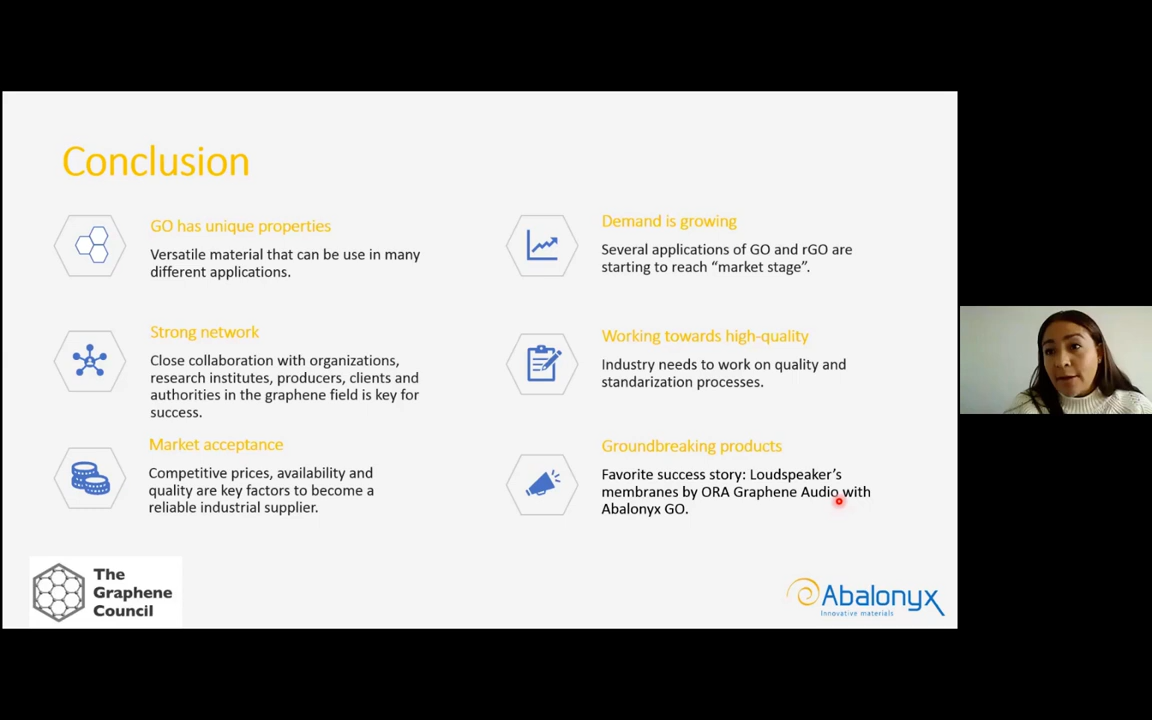 Conclusion
GO has unique properties
Versatile material that can be use in many
different applications.
Strong network
Close collaboration with organizations,
research institutes, producers, clients and
authorities in the graphene field is key for
success.
Market acceptance
Competitive prices, availability and
quality are key factors to become a
reliable industrial supplier.
Demand is growing
Several applications of GO and rGO are
starting to reach “market stage”.
Working towards high-quality
Industry needs to work on quality and
standarization processes.
Groundbreaking products
Favorite success story: Loudspeaker’s
membranes by ORA Graphene Audio with
Abalonyx GO.
The
Graphene
Council
Abalonyx
Innovative materials